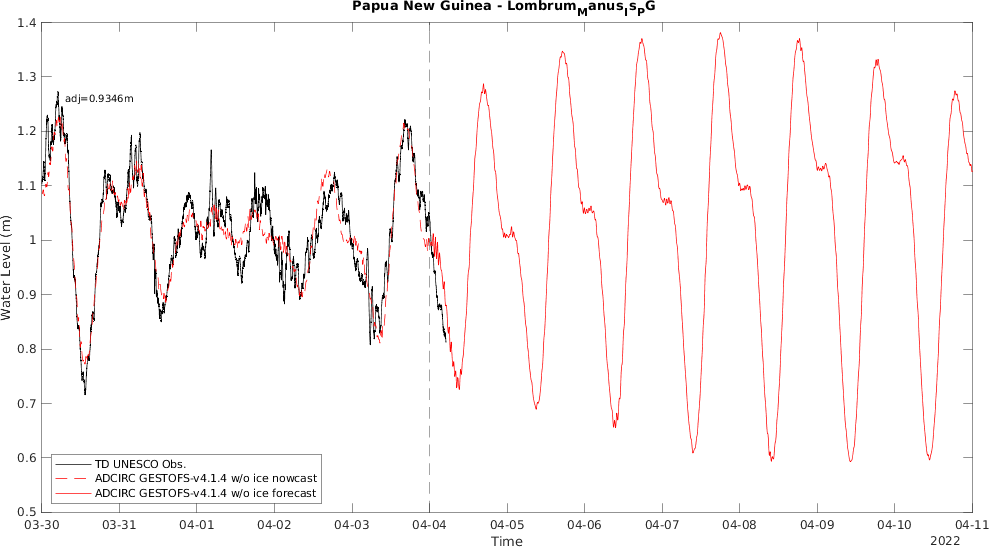 Papua New Guinea - LombrumManusIsPG
1.4
adj=0.9346m
1.3
1.2
1.1
1
0.9
0.8
0.7
0.6
0.5
Water Level (m)
TD UNESCO Obs.
ADCIRC GESTOFS-v4.1.4 w/o ice nowcast
ADCIRC GESTOFS-v4.1.4 w/o ice forecast
03-30 03-31 04-01 04-02 04-03 04-04 04-05 04-06 04-07 04-08 04-09 04-10 04-11
Time
2022